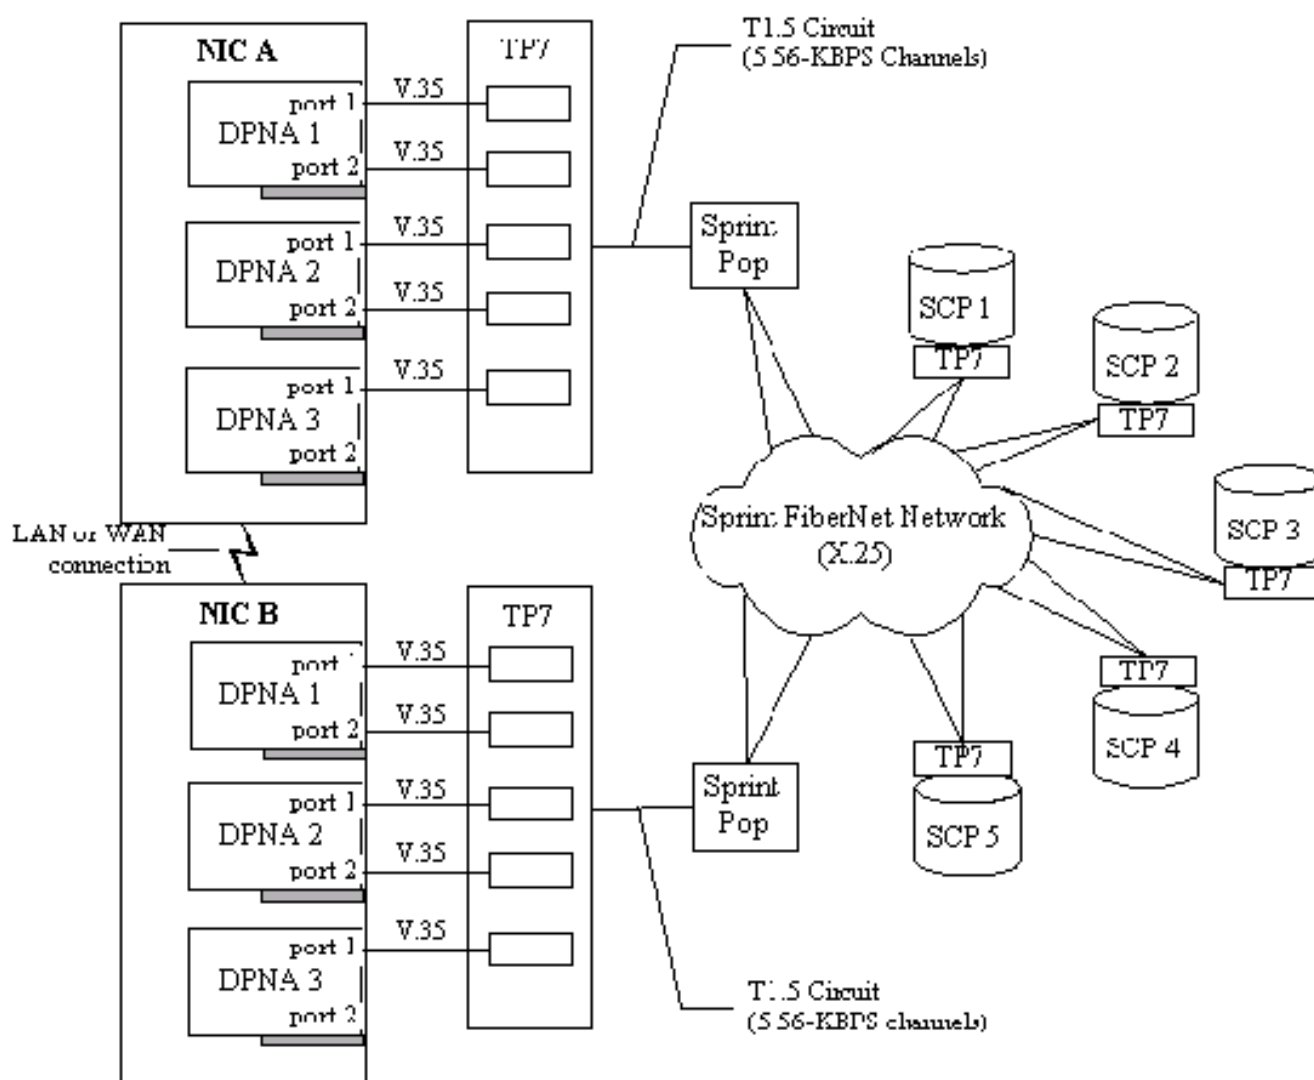 NIC A
TP7
T1.5 Circuit
(5 56-KBPS Channels)
port 1
V.35
DPNA 1
port 2
V.35
port 1
V.35
DPNA 2
port 2
V.35
port 1
V.35
DPNA 3
port 2
Sprint
Pop
SCP 1
TP7
SCP 2
TP7
SCP 3
TP7
Sprint FiberNet Network
(X.25)
LAN or WAN
connection
NIC B
TP7
port 1
V.35
DPNA 1
port 2
V.35
port 1
V.35
DPNA 2
port 2
V.35
port 1
V.35
DPNA 3
port 2
Sprint
Pop
TP7
SCP 4
TP7
SCP 5
T1.5 Circuit
(5 56-KBPS channels)